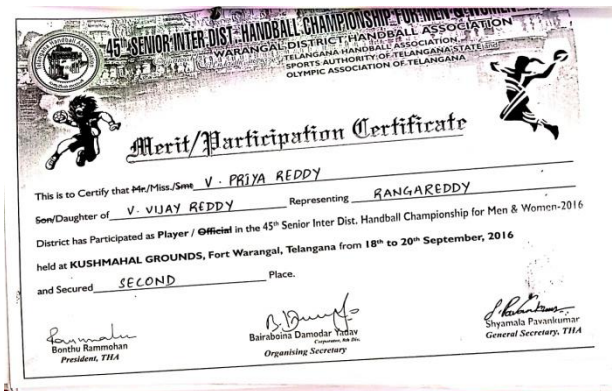 45th SENIOR INTER-DIST. HANDBALL CHAMPIONSHIP FOR MEN & WOMEN
WARANGAL DISTRICT HANDBALL ASSOCIATION
TELANGANA HANDBALL ASSOCIATION
SPORTS AUTHORITY OF TELANGANA STATE
OLYMPIC ASSOCIATION OF TELANGANA
Merit/Participation Certificate
This is to Certify that Mr./Miss./Smt V. PRIYA REDDY
Son/Daughter of V. VIJAY REDDY Representing RANGAREDDY
District has Participated as Player / Official in the 45th Senior Inter Dist. Handball Championship for Men & Women-2016
held at KUSHMAHAL GROUNDS, Fort Warangal, Telangana from 18th to 20th September, 2016
and Secured SECOND Place.
Bonthu Rammohan
President, THA
Bairaboina Damodar Yadav
Organising Secretary
Shyamala Pavankumar
General Secretary, THA